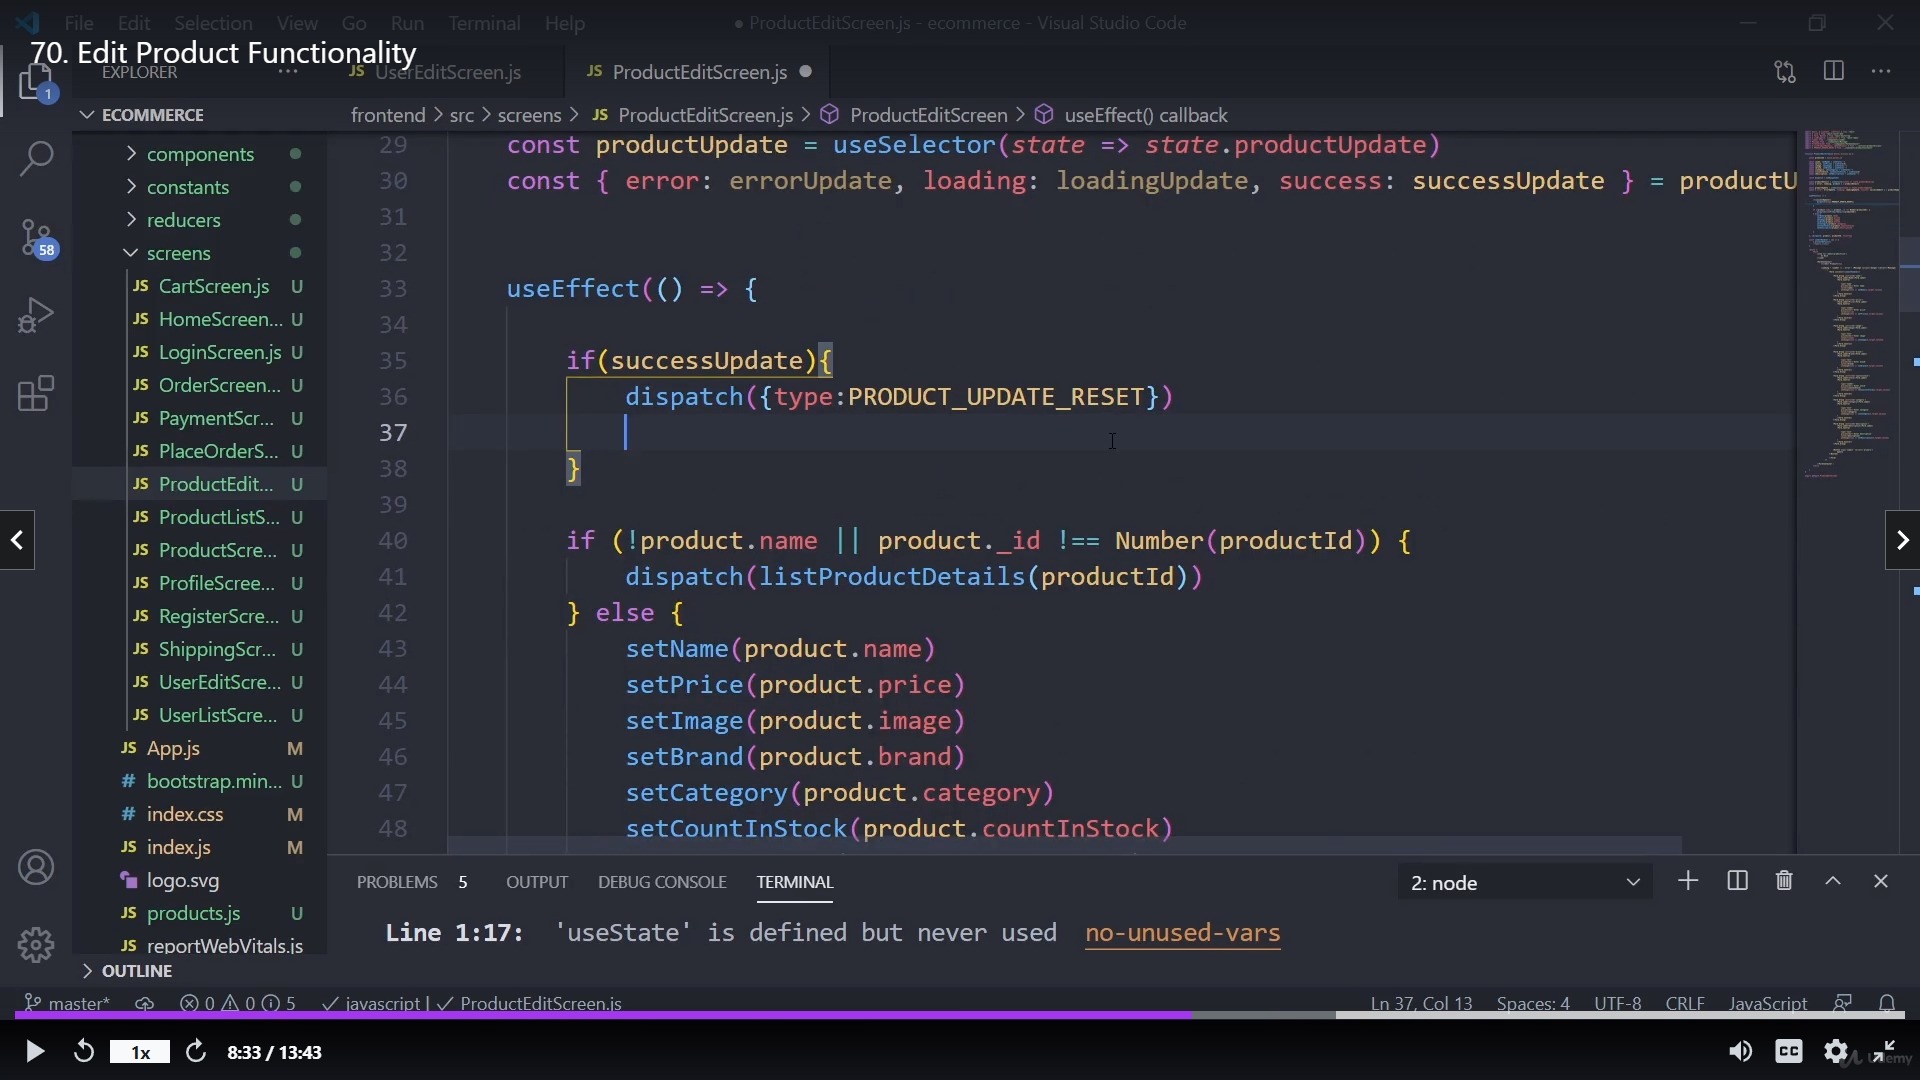 File Edit Selection View Go Run Terminal Help
● ProductEditScreen.js - ecommerce - Visual Studio Code
70. Edit Product Functionality
EXPLORER ···
JS UserEditScreen.js
JS ProductEditScreen.js ●
1
ECOMMERCE
frontend > src > screens > JS ProductEditScreen.js > ProductEditScreen > useEffect() callback
components
constants
reducers
screens
JS CartScreen.js U
JS HomeScreen... U
JS LoginScreen.js U
JS OrderScreen... U
JS PaymentScr... U
JS PlaceOrderS... U
JS ProductEdit... U
JS ProductListS... U
JS ProductScre... U
JS ProfileScree... U
JS RegisterScre... U
JS ShippingScr... U
JS UserEditScre... U
JS UserListScre... U
JS App.js M
# bootstrap.min... U
# index.css M
JS index.js M
logo.svg
JS products.js U
JS reportWebVitals.js
OUTLINE
58
29 const productUpdate = useSelector(state => state.productUpdate)
30 const { error: errorUpdate, loading: loadingUpdate, success: successUpdate } = productU
31
32
33 useEffect(() => {
34
35 if(successUpdate){
36 dispatch({type:PRODUCT_UPDATE_RESET})
37
38 }
39
40 if (!product.name || product._id !== Number(productId)) {
41 dispatch(listProductDetails(productId))
42 } else {
43 setName(product.name)
44 setPrice(product.price)
45 setImage(product.image)
46 setBrand(product.brand)
47 setCategory(product.category)
48 setCountInStock(product.countInStock)
PROBLEMS 5 OUTPUT DEBUG CONSOLE TERMINAL
2: node
Line 1:17: 'useState' is defined but never used no-unused-vars
master* 0 0 5 ✓ javascript | ✓ ProductEditScreen.js
Ln 37, Col 13 Spaces: 4 UTF-8 CRLF JavaScript
1x 8:33 / 13:43
CC
Udemy